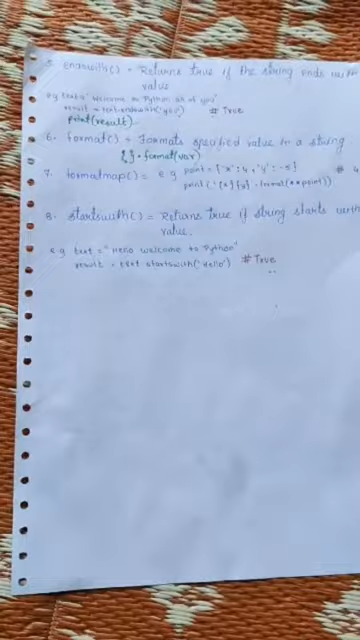 5. endswith() = Returns true if the string ends with
value
eg text = "Welcome to Python all of you"
result = text.endswith('you') # True
print(result).
6. format() = Formats specified value in a string
{ }.format(var)
7. formatmap() = e g point = {'x': 4, 'y': -5}
print('{x}{y}'.format(**point)) # 4
8. startswith() = Returns true if string starts with
value.
e g text = "Hello welcome to Python"
result = text.startswith('Hello') # True